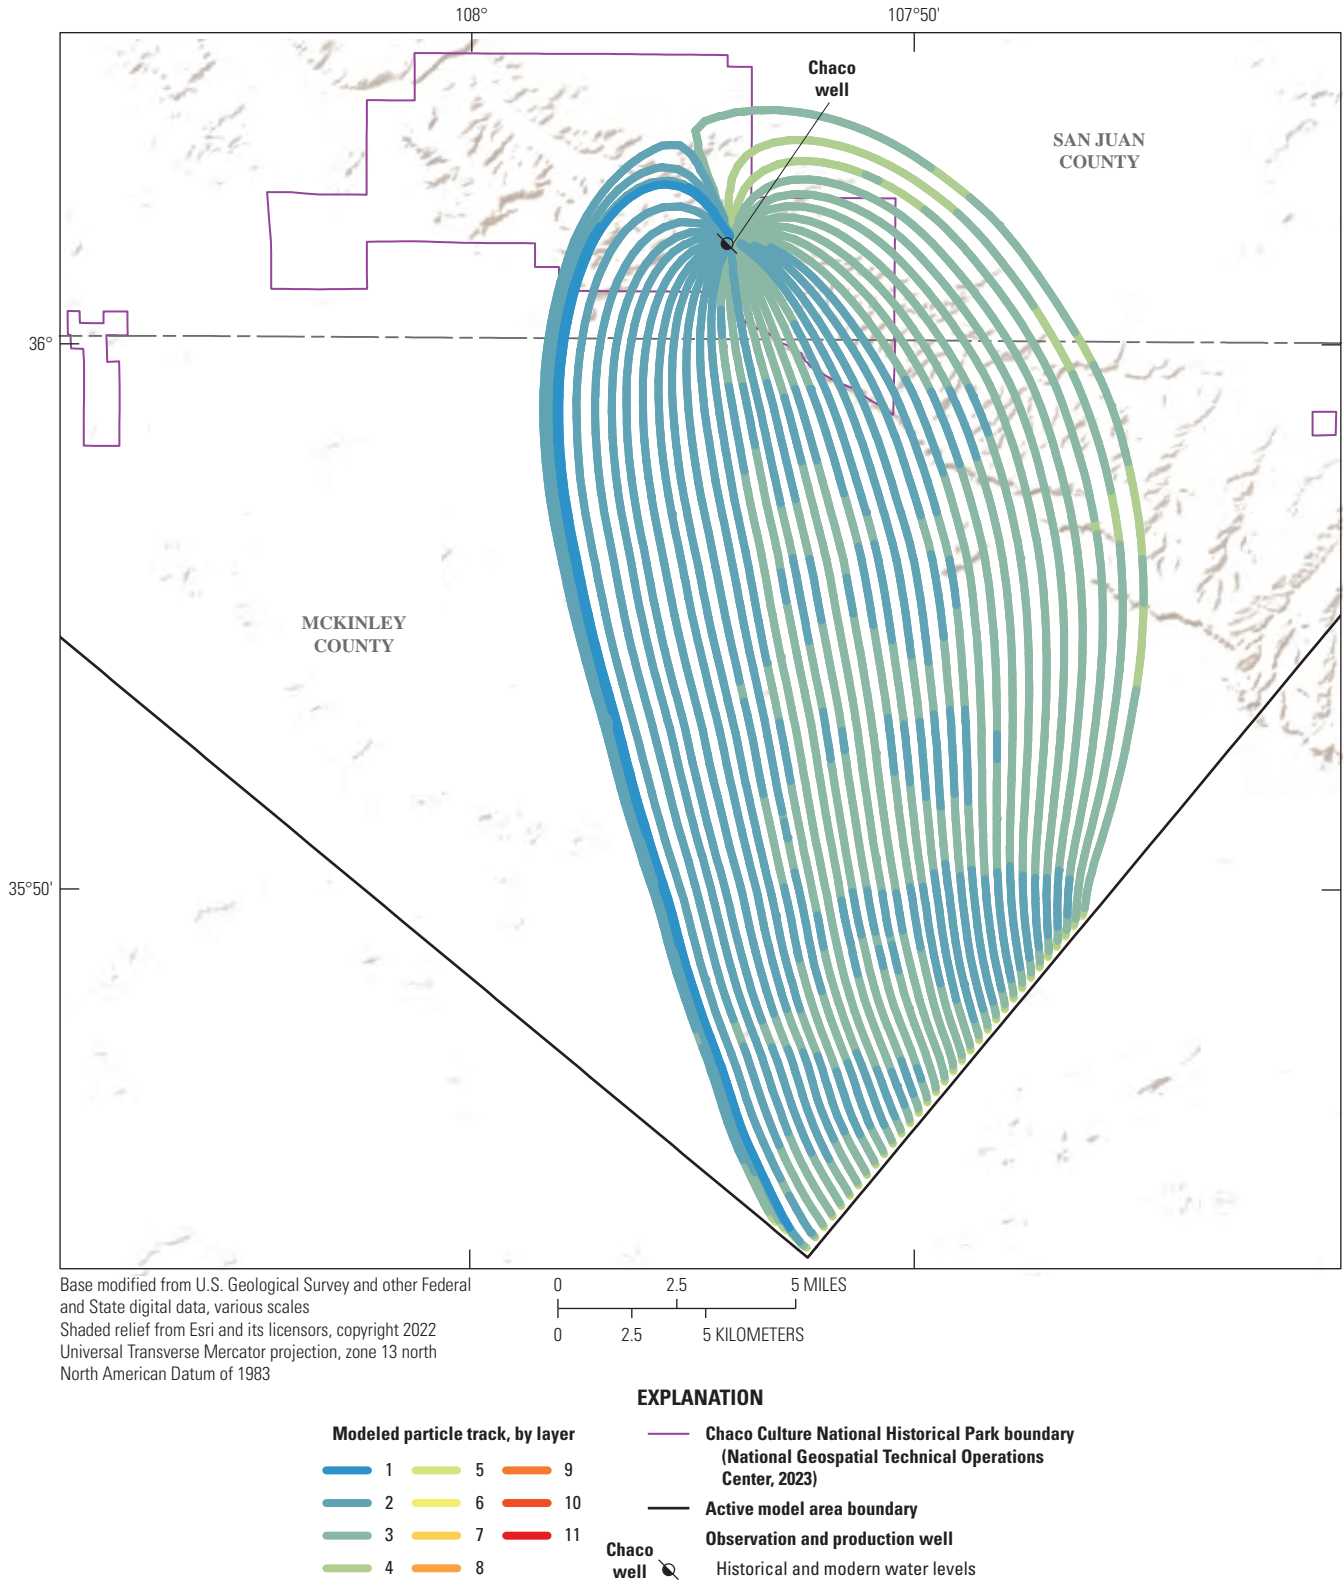 108°
107°50'
Chaco
well
SAN JUAN
COUNTY
36°
MCKINLEY
COUNTY
35°50'
Base modified from U.S. Geological Survey and other Federal
and State digital data, various scales
Shaded relief from Esri and its licensors, copyright 2022
Universal Transverse Mercator projection, zone 13 north
North American Datum of 1983
0 2.5 5 MILES
0 2.5 5 KILOMETERS
EXPLANATION
Modeled particle track, by layer
1 5 9
2 6 10
3 7 11
4 8
Chaco Culture National Historical Park boundary
(National Geospatial Technical Operations
Center, 2023)
Active model area boundary
Observation and production well
Chaco
well
Historical and modern water levels